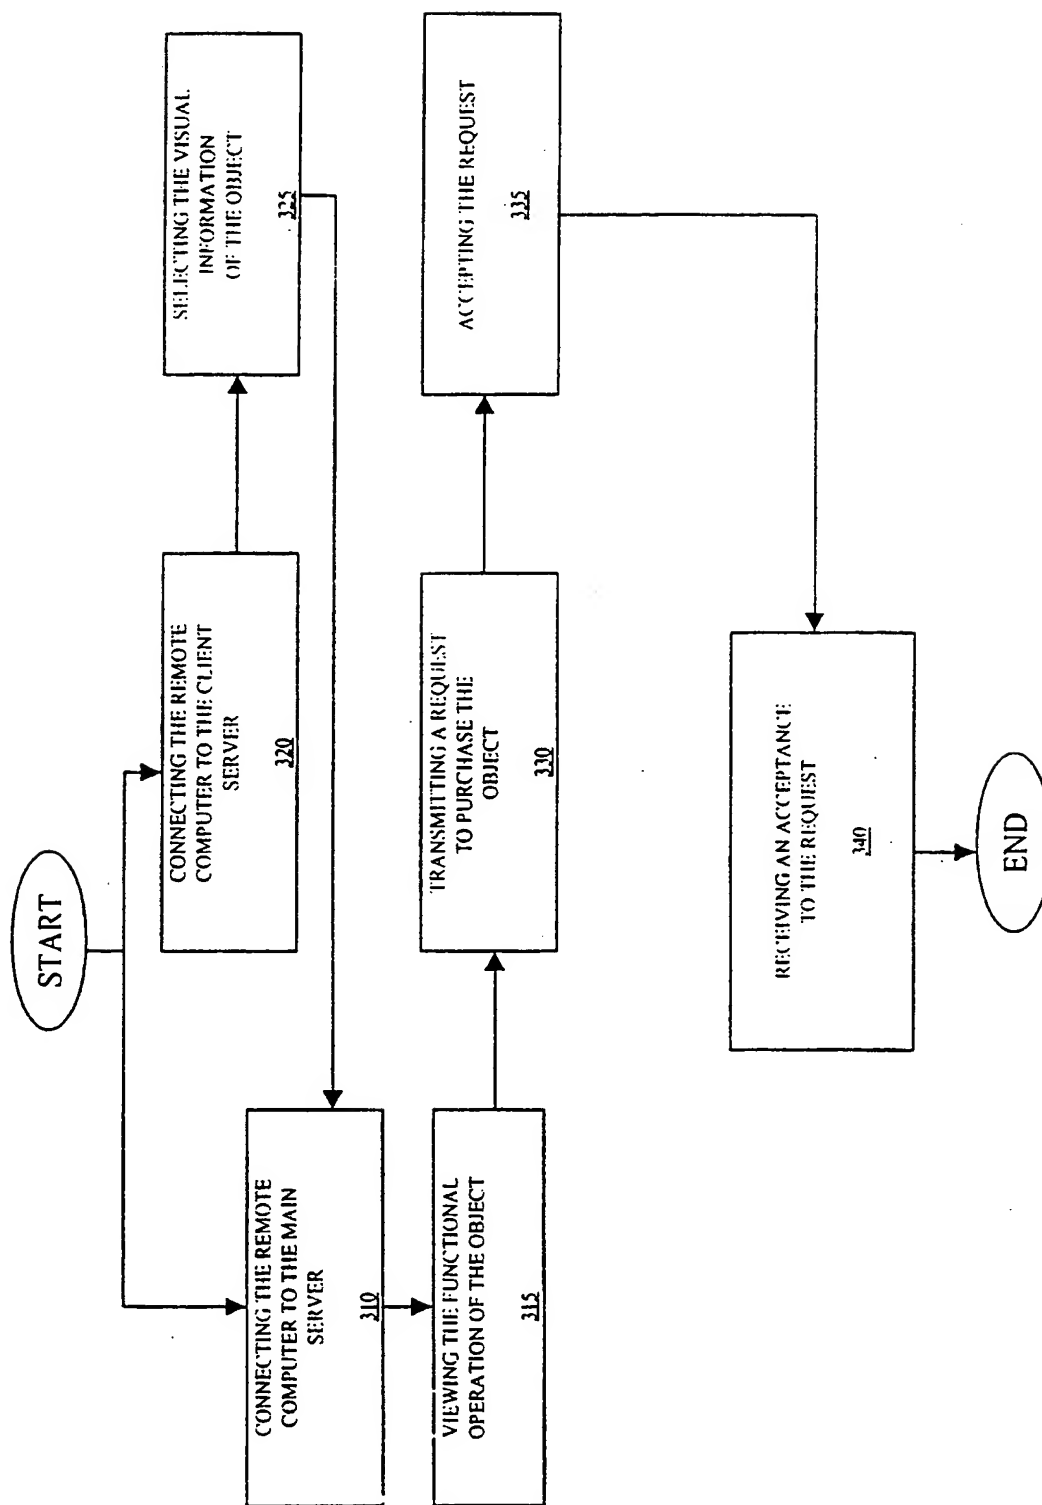 START
CONNECTING THE REMOTE
COMPUTER TO THE MAIN
SERVER
310
CONNECTING THE REMOTE
COMPUTER TO THE CLIENT
SERVER
320
SELECTING THE VISUAL
INFORMATION
OF THE OBJECT
325
VIEWING THE FUNCTIONAL
OPERATION OF THE OBJECT
315
TRANSMITTING A REQUEST
TO PURCHASE THE
OBJECT
330
ACCEPTING THE REQUEST
335
RECEIVING AN ACCEPTANCE
TO THE REQUEST
340
END